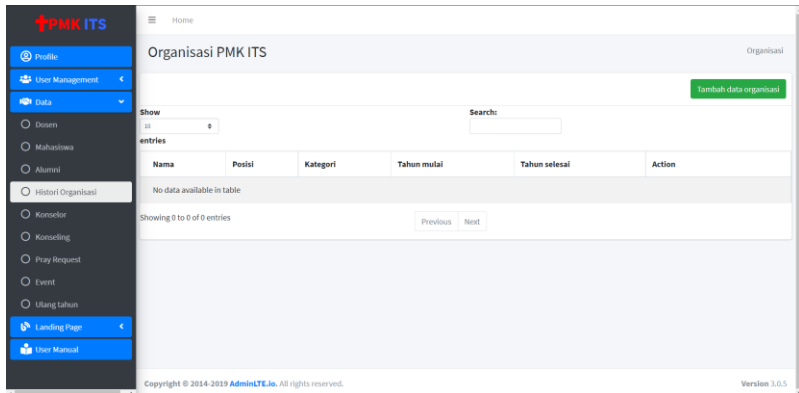 PMK ITS
Home
Profile
User Management
Data
Dosen
Mahasiswa
Alumni
Histori Organisasi
Konselor
Konseling
Pray Request
Event
Ulang tahun
Landing Page
User Manual
Organisasi PMK ITS
Organisasi
Tambah data organisasi
Show
10
entries
Search:
Nama Posisi Kategori Tahun mulai Tahun selesai Action
No data available in table
Showing 0 to 0 of 0 entries
Previous Next
Copyright © 2014-2019 AdminLTE.io. All rights reserved.
Version 3.0.5